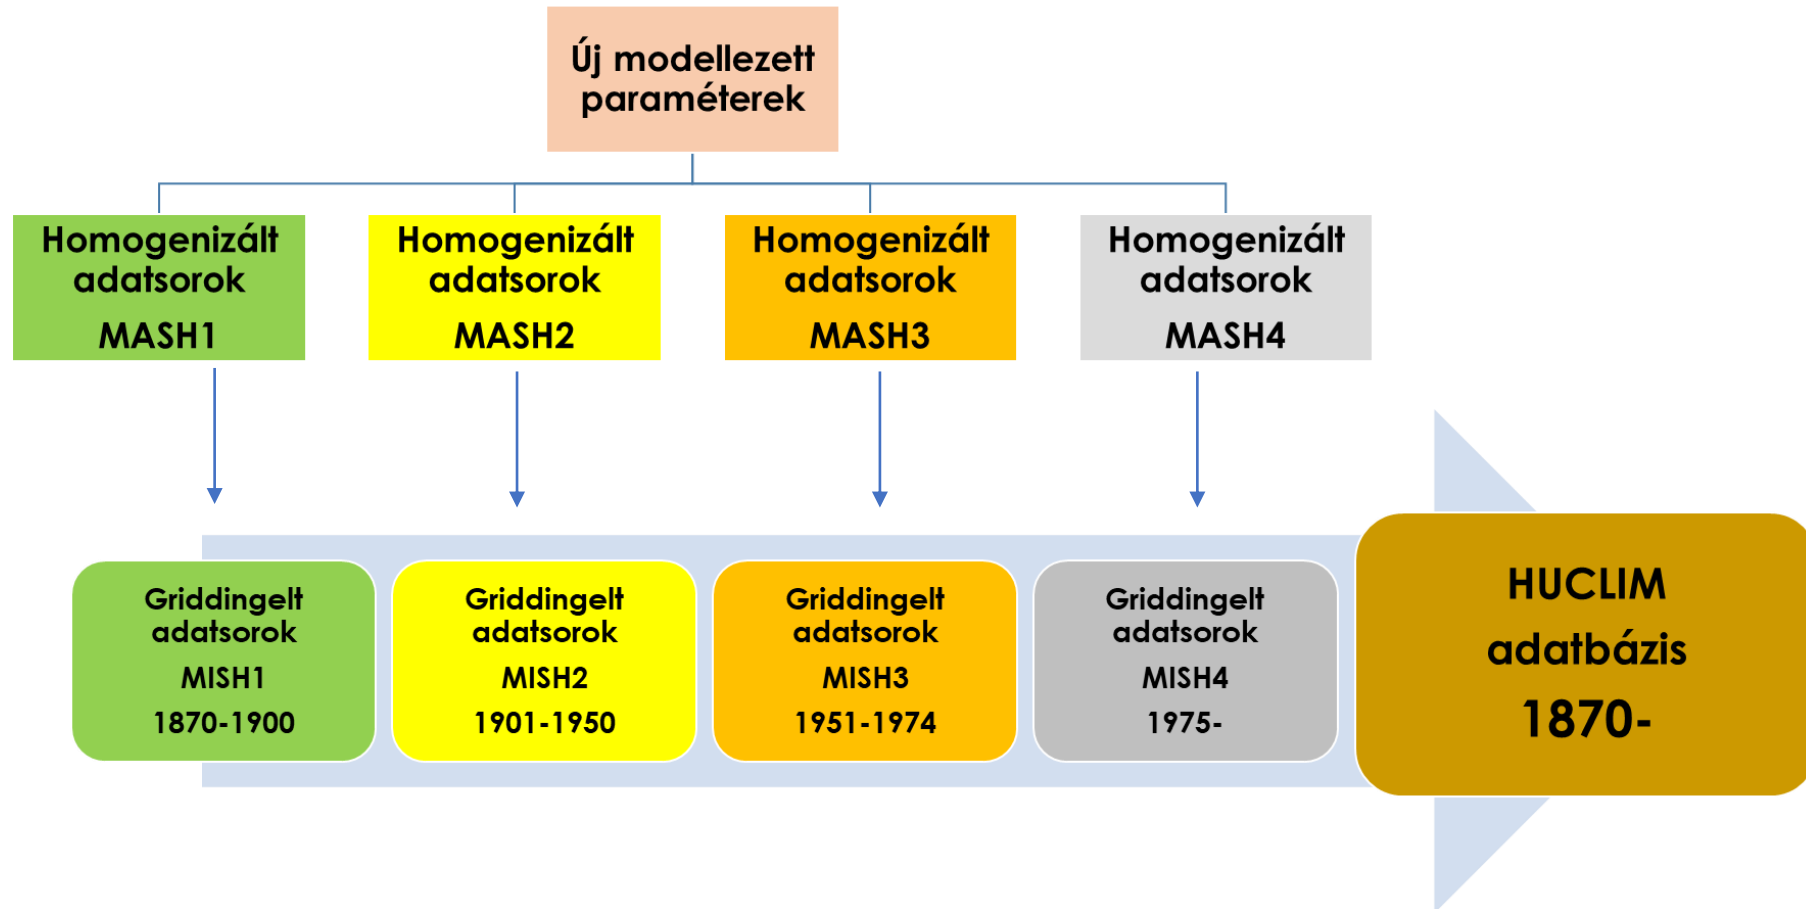 Új modellezett
paraméterek
Homogenizált
adatsorok
MASH1
Homogenizált
adatsorok
MASH2
Homogenizált
adatsorok
MASH3
Homogenizált
adatsorok
MASH4
Griddingelt
adatsorok
MISH1
1870-1900
Griddingelt
adatsorok
MISH2
1901-1950
Griddingelt
adatsorok
MISH3
1951-1974
Griddingelt
adatsorok
MISH4
1975-
HUCLIM
adatbázis
1870-